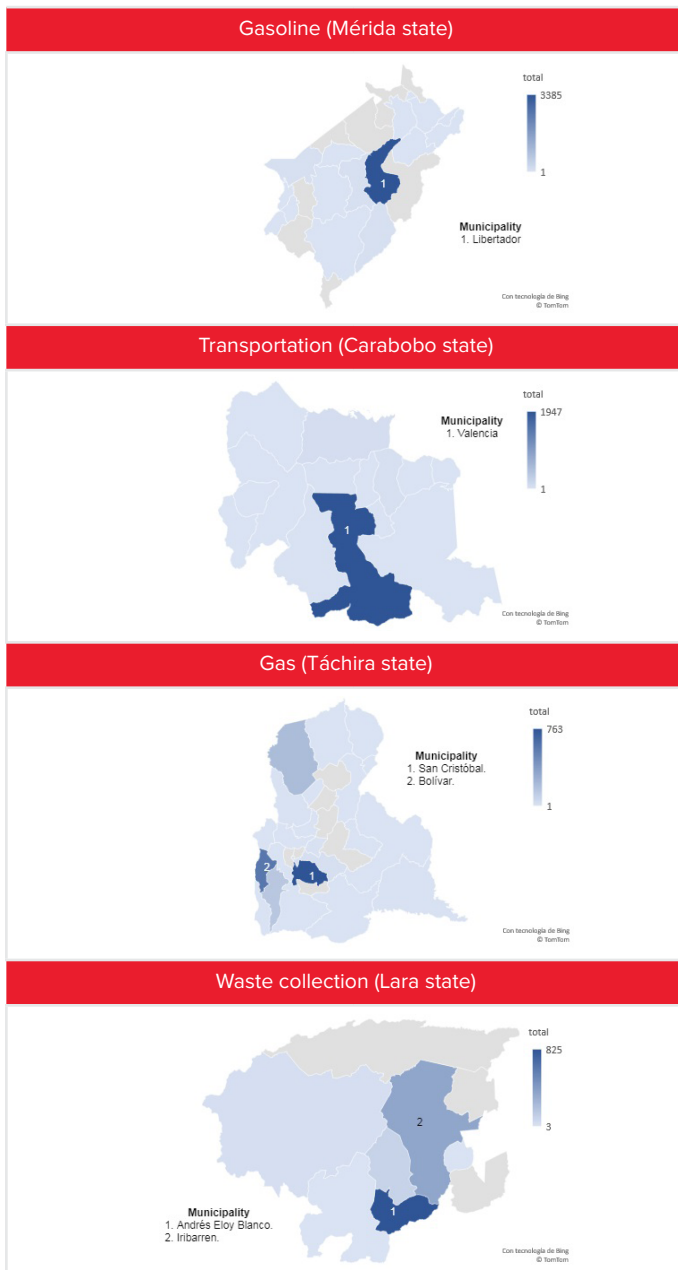 Gasoline (Mérida state)
total
3385
1
1
Municipality
1. Libertador
Con tecnología de Bing
© TomTom
Transportation (Carabobo state)
total
1947
Municipality
1. Valencia
1
1
Con tecnología de Bing
© TomTom
Gas (Táchira state)
total
763
Municipality
1. San Cristóbal.
2. Bolívar.
1
2
1
Con tecnología de Bing
© TomTom
Waste collection (Lara state)
total
825
2
3
Municipality
1. Andrés Eloy Blanco.
2. Iribarren.
1
Con tecnología de Bing
© TomTom